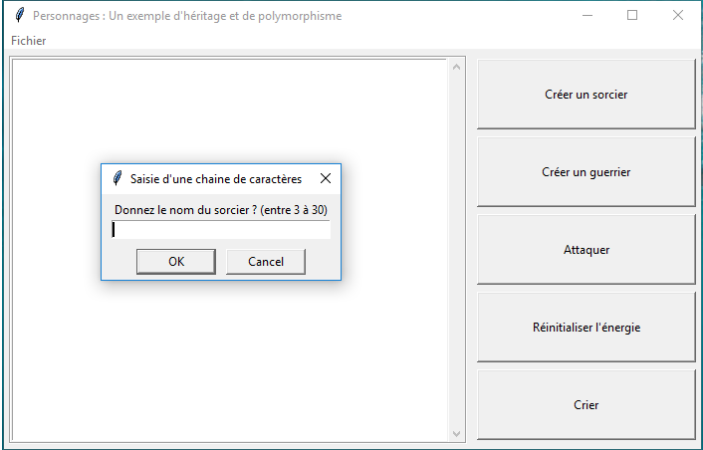 Personnages : Un exemple d'héritage et de polymorphisme
Fichier
Créer un sorcier
Saisie d'une chaine de caractères
Donnez le nom du sorcier ? (entre 3 à 30)
OK
Cancel
Créer un guerrier
Attaquer
Réinitialiser l'énergie
Crier